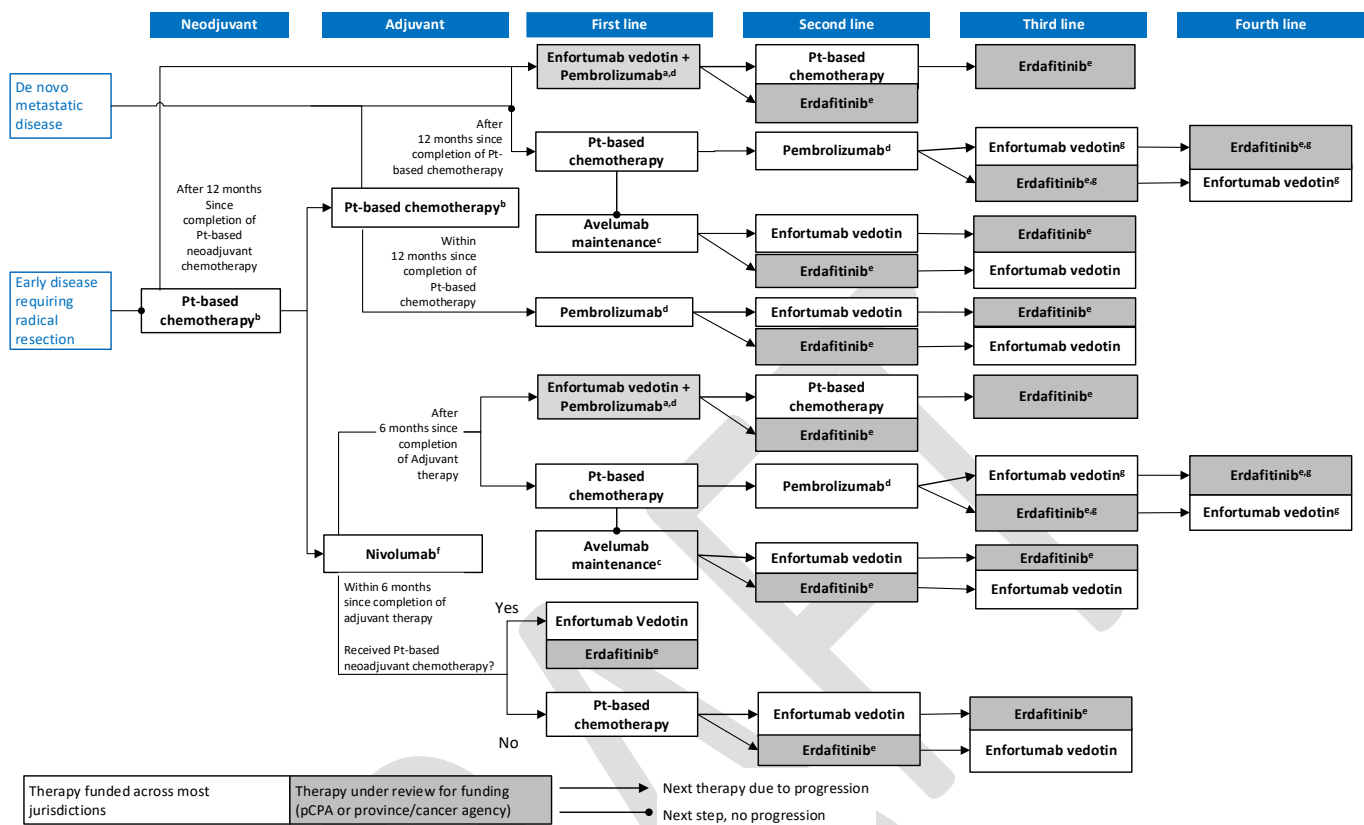 Neodjuvant
Adjuvant
First line
Second line
Third line
Fourth line
De novo
metastatic
disease
Early disease
requiring
radical
resection
After 12 months
Since
completion of
Pt-based
neoadjuvant
chemotherapy
Pt-based
chemotherapyᵇ
After
12 months since
completion of Pt-
based chemotherapy
Pt-based chemotherapyᵇ
Within
12 months since
completion of
Pt-based
chemotherapy
Enfortumab vedotin +
Pembrolizumabᵃ,ᵈ
Pt-based
chemotherapy
Erdafitinibᵉ
Erdafitinibᵉ
Pt-based
chemotherapy
Pembrolizumabᵈ
Enfortumab vedotinᵍ
Erdafitinibᵉ,ᵍ
Erdafitinibᵉ,ᵍ
Enfortumab vedotinᵍ
Avelumab
maintenanceᶜ
Enfortumab vedotin
Erdafitinibᵉ
Erdafitinibᵉ
Enfortumab vedotin
Pembrolizumabᵈ
Enfortumab vedotin
Erdafitinibᵉ
Erdafitinibᵉ
Enfortumab vedotin
After
6 months since
completion
of Adjuvant
therapy
Nivolumabᶠ
Within 6 months
since completion of
adjuvant therapy
Received Pt-based
neoadjuvant chemotherapy?
Yes
No
Enfortumab vedotin +
Pembrolizumabᵃ,ᵈ
Pt-based
chemotherapy
Erdafitinibᵉ
Erdafitinibᵉ
Pt-based
chemotherapy
Pembrolizumabᵈ
Enfortumab vedotinᵍ
Erdafitinibᵉ,ᵍ
Erdafitinibᵉ,ᵍ
Enfortumab vedotinᵍ
Avelumab
maintenanceᶜ
Enfortumab vedotin
Erdafitinibᵉ
Erdafitinibᵉ
Enfortumab vedotin
Enfortumab Vedotin
Erdafitinibᵉ
Pt-based
chemotherapy
Enfortumab vedotin
Erdafitinibᵉ
Erdafitinibᵉ
Enfortumab vedotin
Therapy funded across most
jurisdictions
Therapy under review for funding
(pCPA or province/cancer agency)
Next therapy due to progression
Next step, no progression